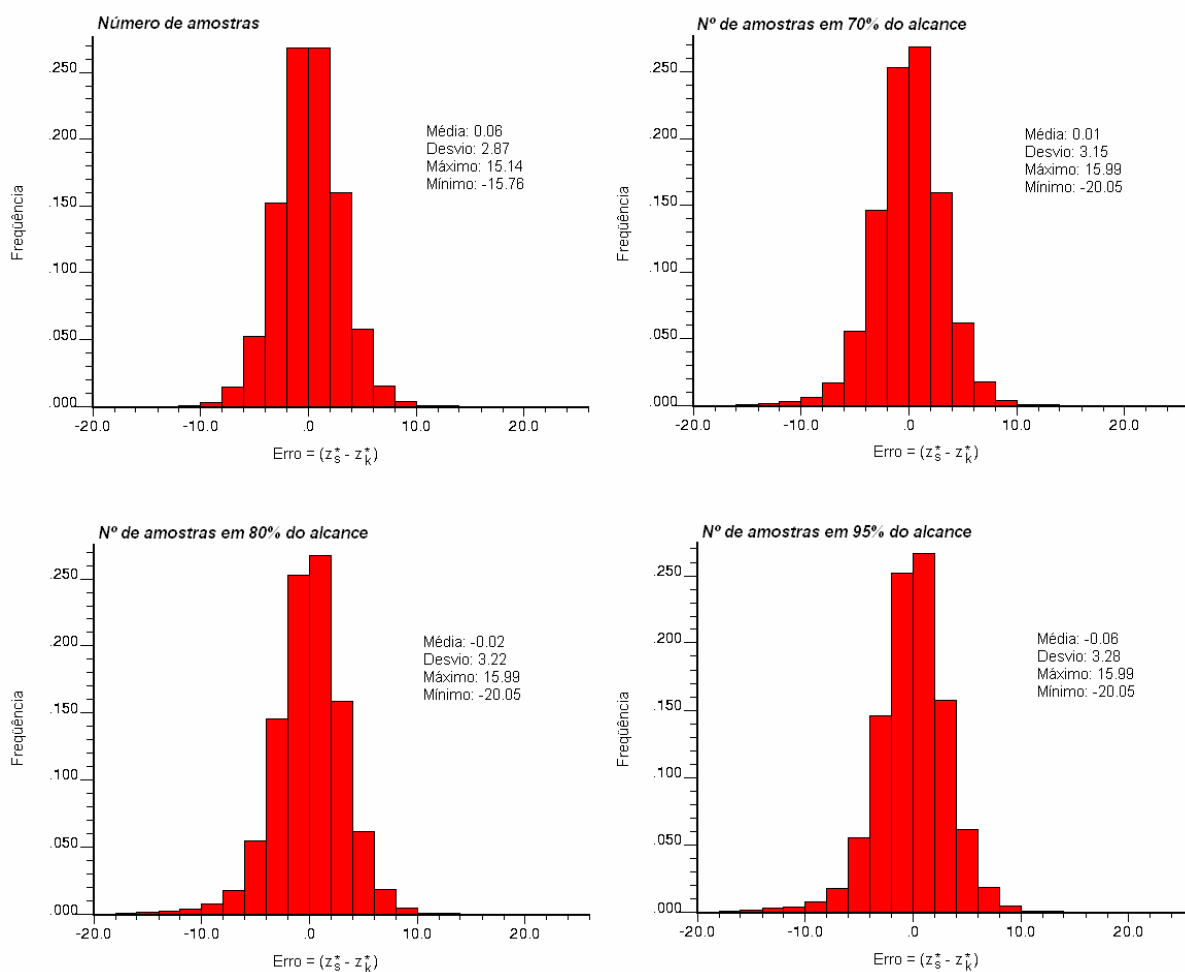 Número de amostras
.250
.200
.150
.100
.050
.000
-20.0 -10.0 .0 10.0 20.0
Freqüência
Média: 0.06
Desvio: 2.87
Máximo: 15.14
Mínimo: -15.76
Erro = (z*s - z*k)
Nº de amostras em 70% do alcance
.250
.200
.150
.100
.050
.000
-20.0 -10.0 .0 10.0 20.0
Freqüência
Média: 0.01
Desvio: 3.15
Máximo: 15.99
Mínimo: -20.05
Erro = (z*s - z*k)
Nº de amostras em 80% do alcance
.250
.200
.150
.100
.050
.000
-20.0 -10.0 .0 10.0 20.0
Freqüência
Média: -0.02
Desvio: 3.22
Máximo: 15.99
Mínimo: -20.05
Erro = (z*s - z*k)
Nº de amostras em 95% do alcance
.250
.200
.150
.100
.050
.000
-20.0 -10.0 .0 10.0 20.0
Freqüência
Média: -0.06
Desvio: 3.28
Máximo: 15.99
Mínimo: -20.05
Erro = (z*s - z*k)